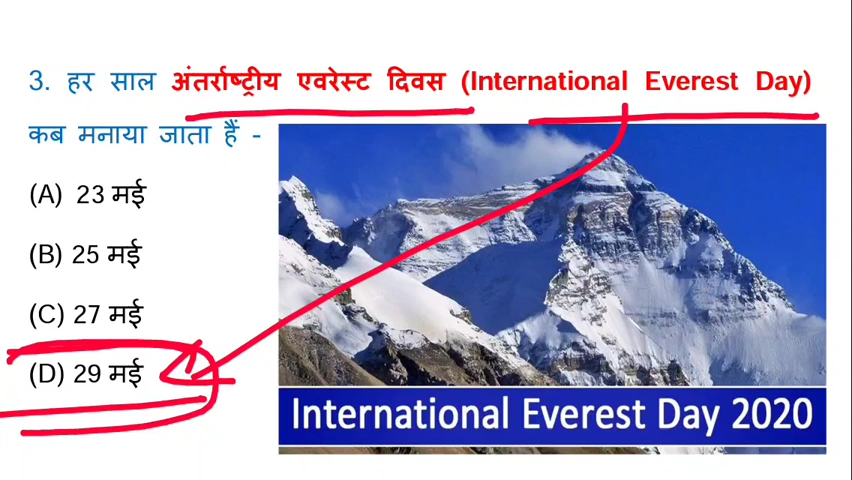 3. हर साल अंतर्राष्ट्रीय एवरेस्ट दिवस (International Everest Day)
कब मनाया जाता हैं -
(A) 23 मई
(B) 25 मई
(C) 27 मई
(D) 29 मई
International Everest Day 2020